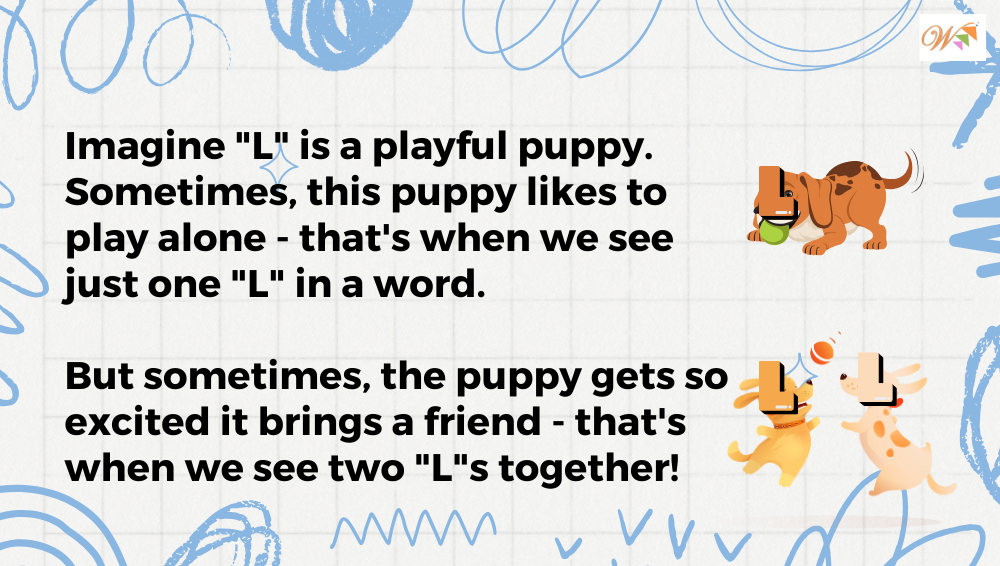 W
Imagine "L" is a playful puppy.
Sometimes, this puppy likes to
play alone - that's when we see
just one "L" in a word.
L
But sometimes, the puppy gets so
excited it brings a friend - that's
when we see two "L"s together!
L L